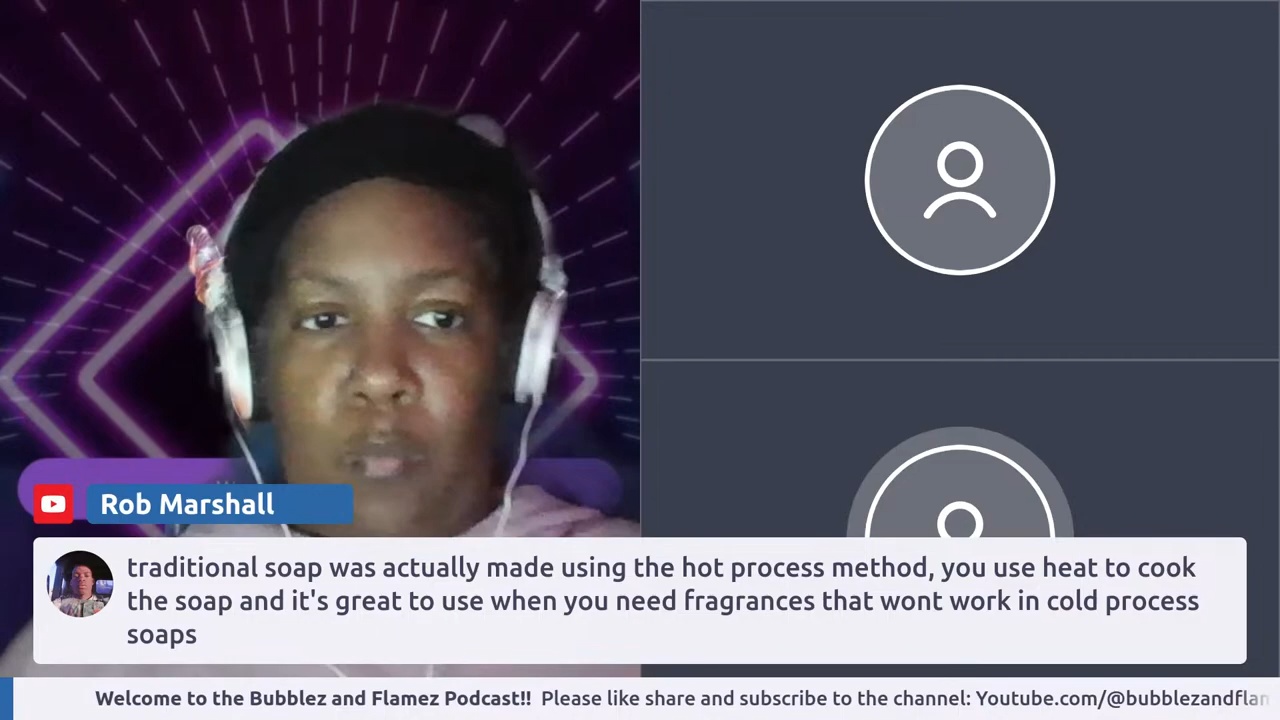 Rob Marshall
traditional soap was actually made using the hot process method, you use heat to cook
the soap and it's great to use when you need fragrances that wont work in cold process
soaps
Welcome to the Bubblez and Flamez Podcast!! Please like share and subscribe to the channel: Youtube.com/@bubblezandflam